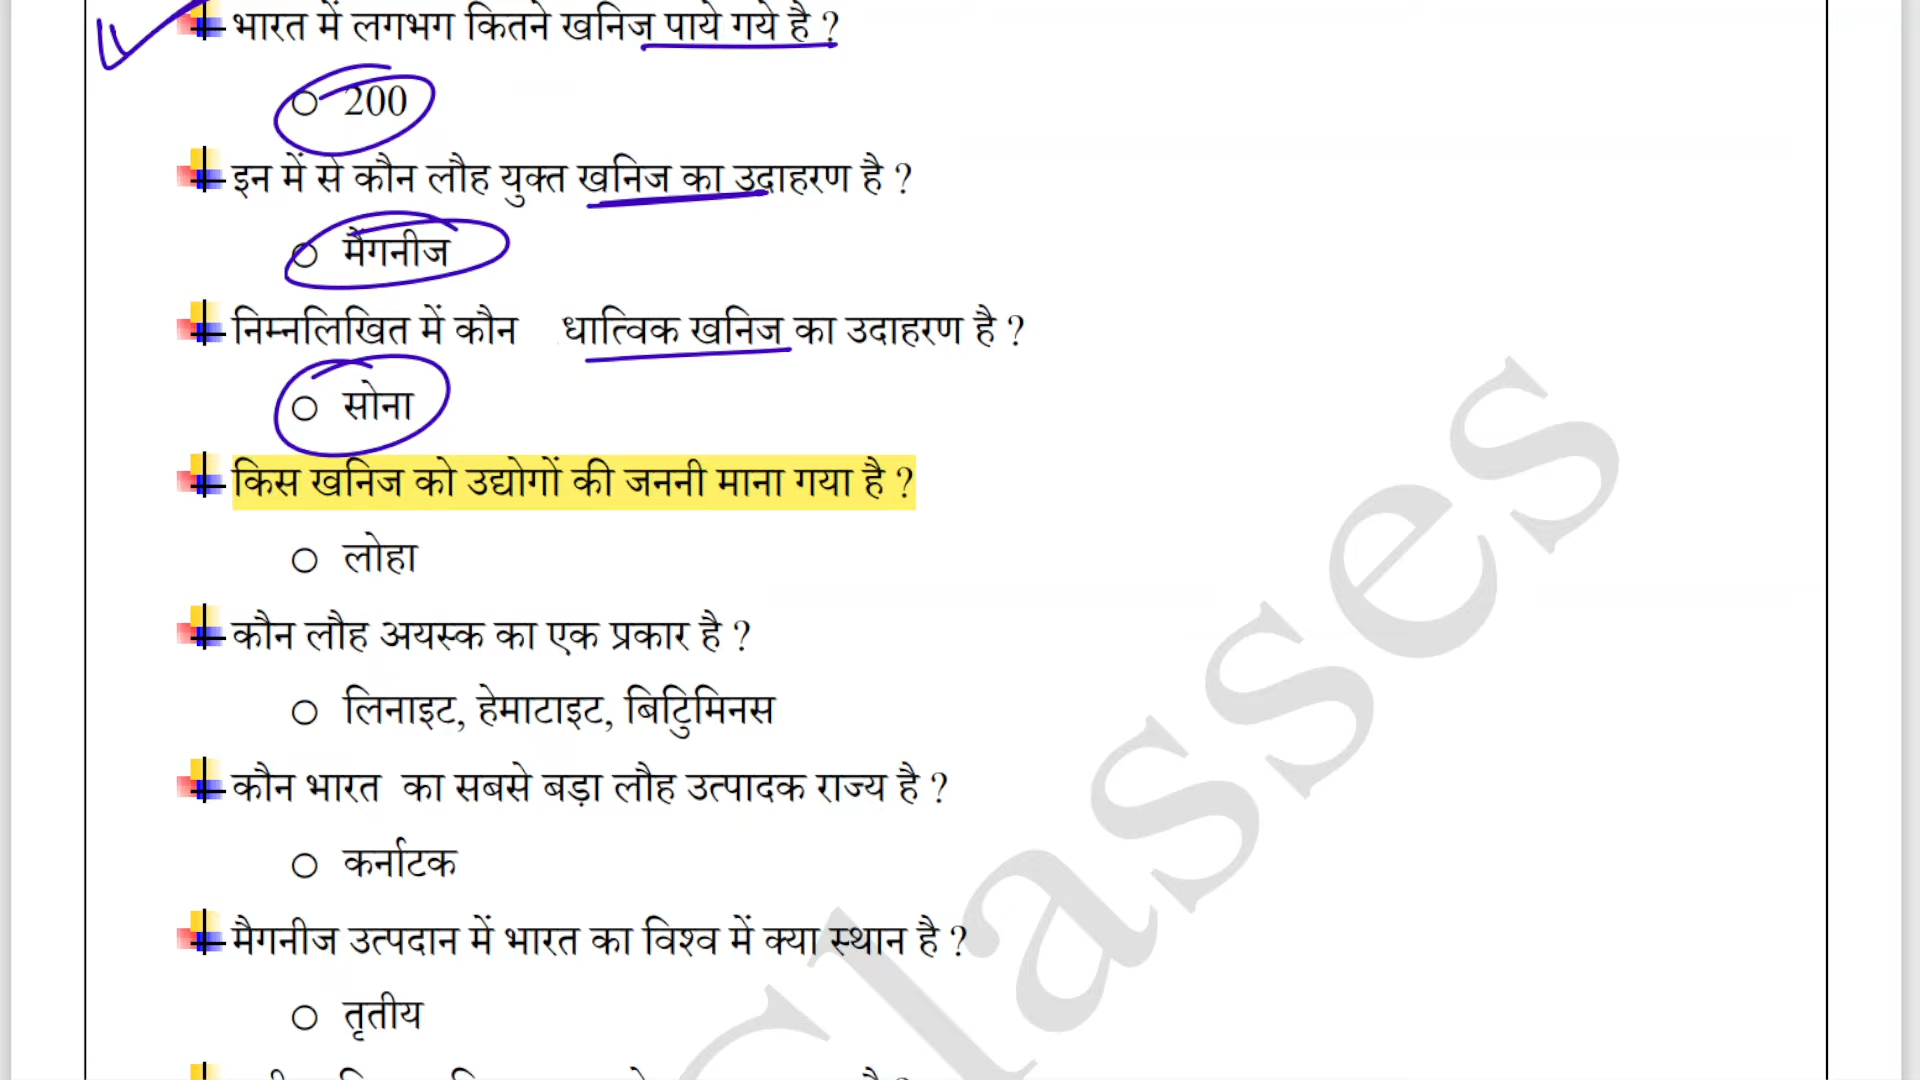 भारत में लगभग कितने खनिज पाये गये है ?
200
इन में से कौन लौह युक्त खनिज का उदाहरण है ?
मैगनीज
निम्नलिखित में कौन धात्विक खनिज का उदाहरण है ?
सोना
किस खनिज को उद्योगों की जननी माना गया है ?
लोहा
कौन लौह अयस्क का एक प्रकार है ?
लिनाइट, हेमाटाइट, बिटुिमिनस
कौन भारत का सबसे बड़ा लौह उत्पादक राज्य है ?
कर्नाटक
मैगनीज उत्पदान में भारत का विश्व में क्या स्थान है ?
तृतीय
Classes